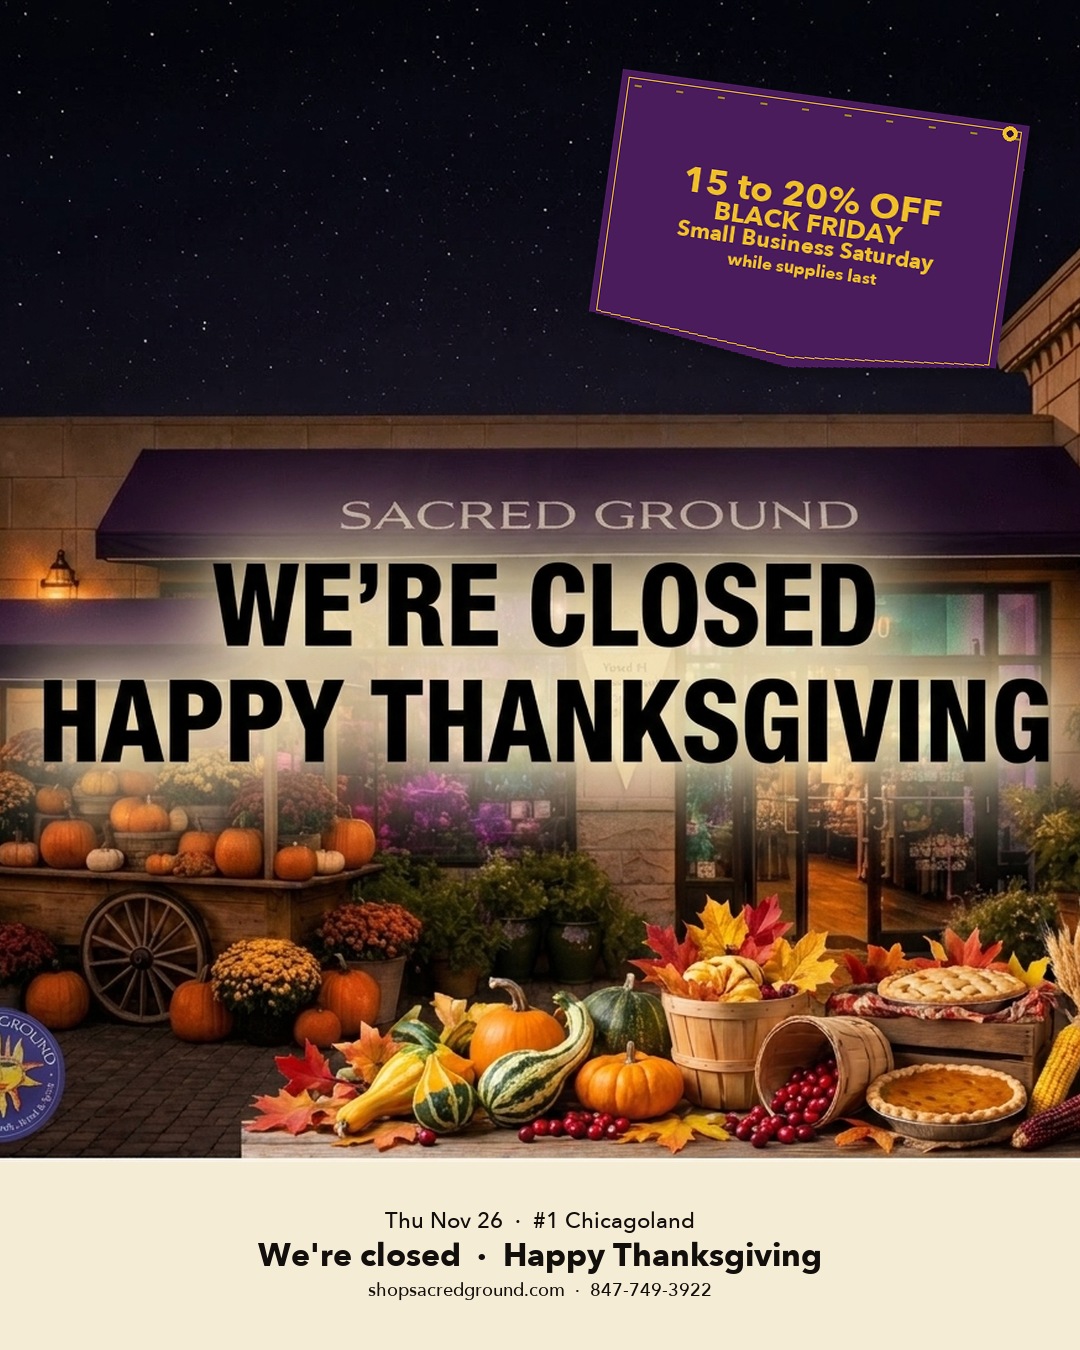 15 to 20% OFF
BLACK FRIDAY
Small Business Saturday
while supplies last
SACRED GROUND
WE’RE CLOSED
HAPPY THANKSGIVING
GROUND
Thu Nov 26 · #1 Chicagoland
We're closed · Happy Thanksgiving
shopsacredground.com · 847-749-3922